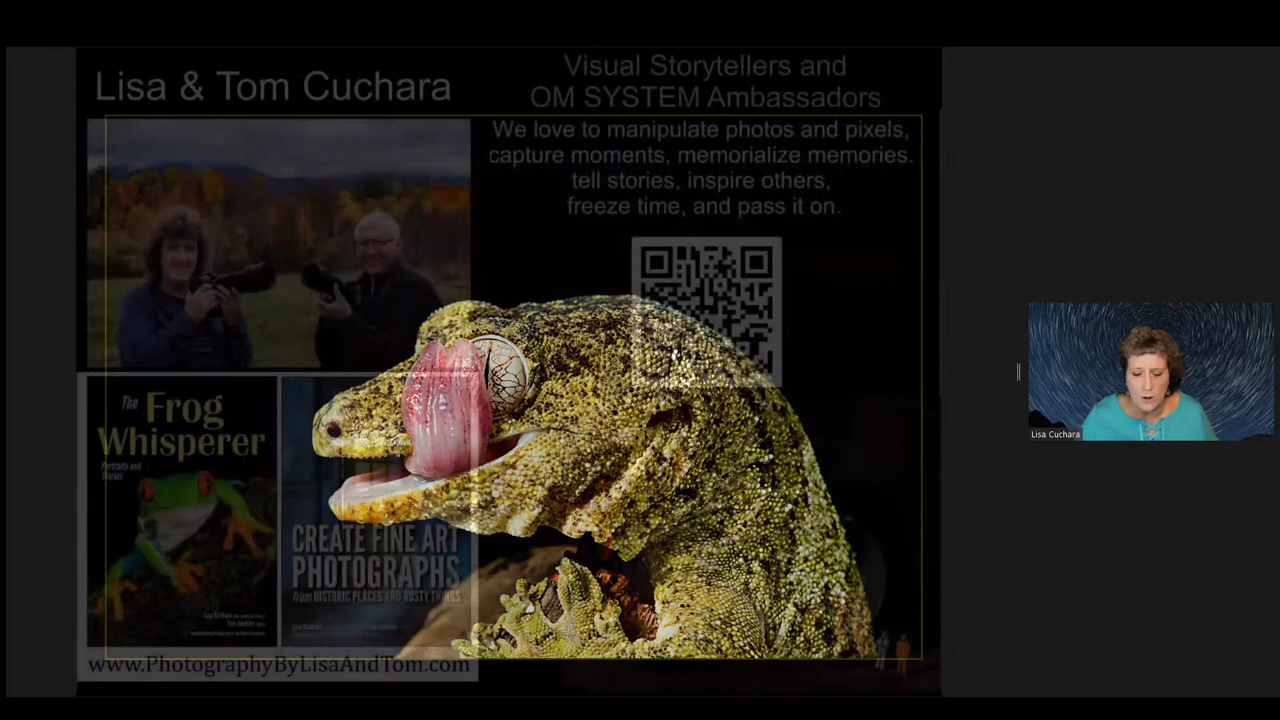 Lisa & Tom Cuchara
Visual Storytellers and
OM SYSTEM Ambassadors
We love to manipulate photos and pixels,
capture moments, memorialize memories.
tell stories, inspire others,
freeze time, and pass it on.
The Frog
Whisperer
Portraits and
Stories
CREATE FINE ART
PHOTOGRAPHS
from HISTORIC PLACES AND RUSTY THINGS
www.PhotographyByLisaAndTom.com
Lisa Cuchara